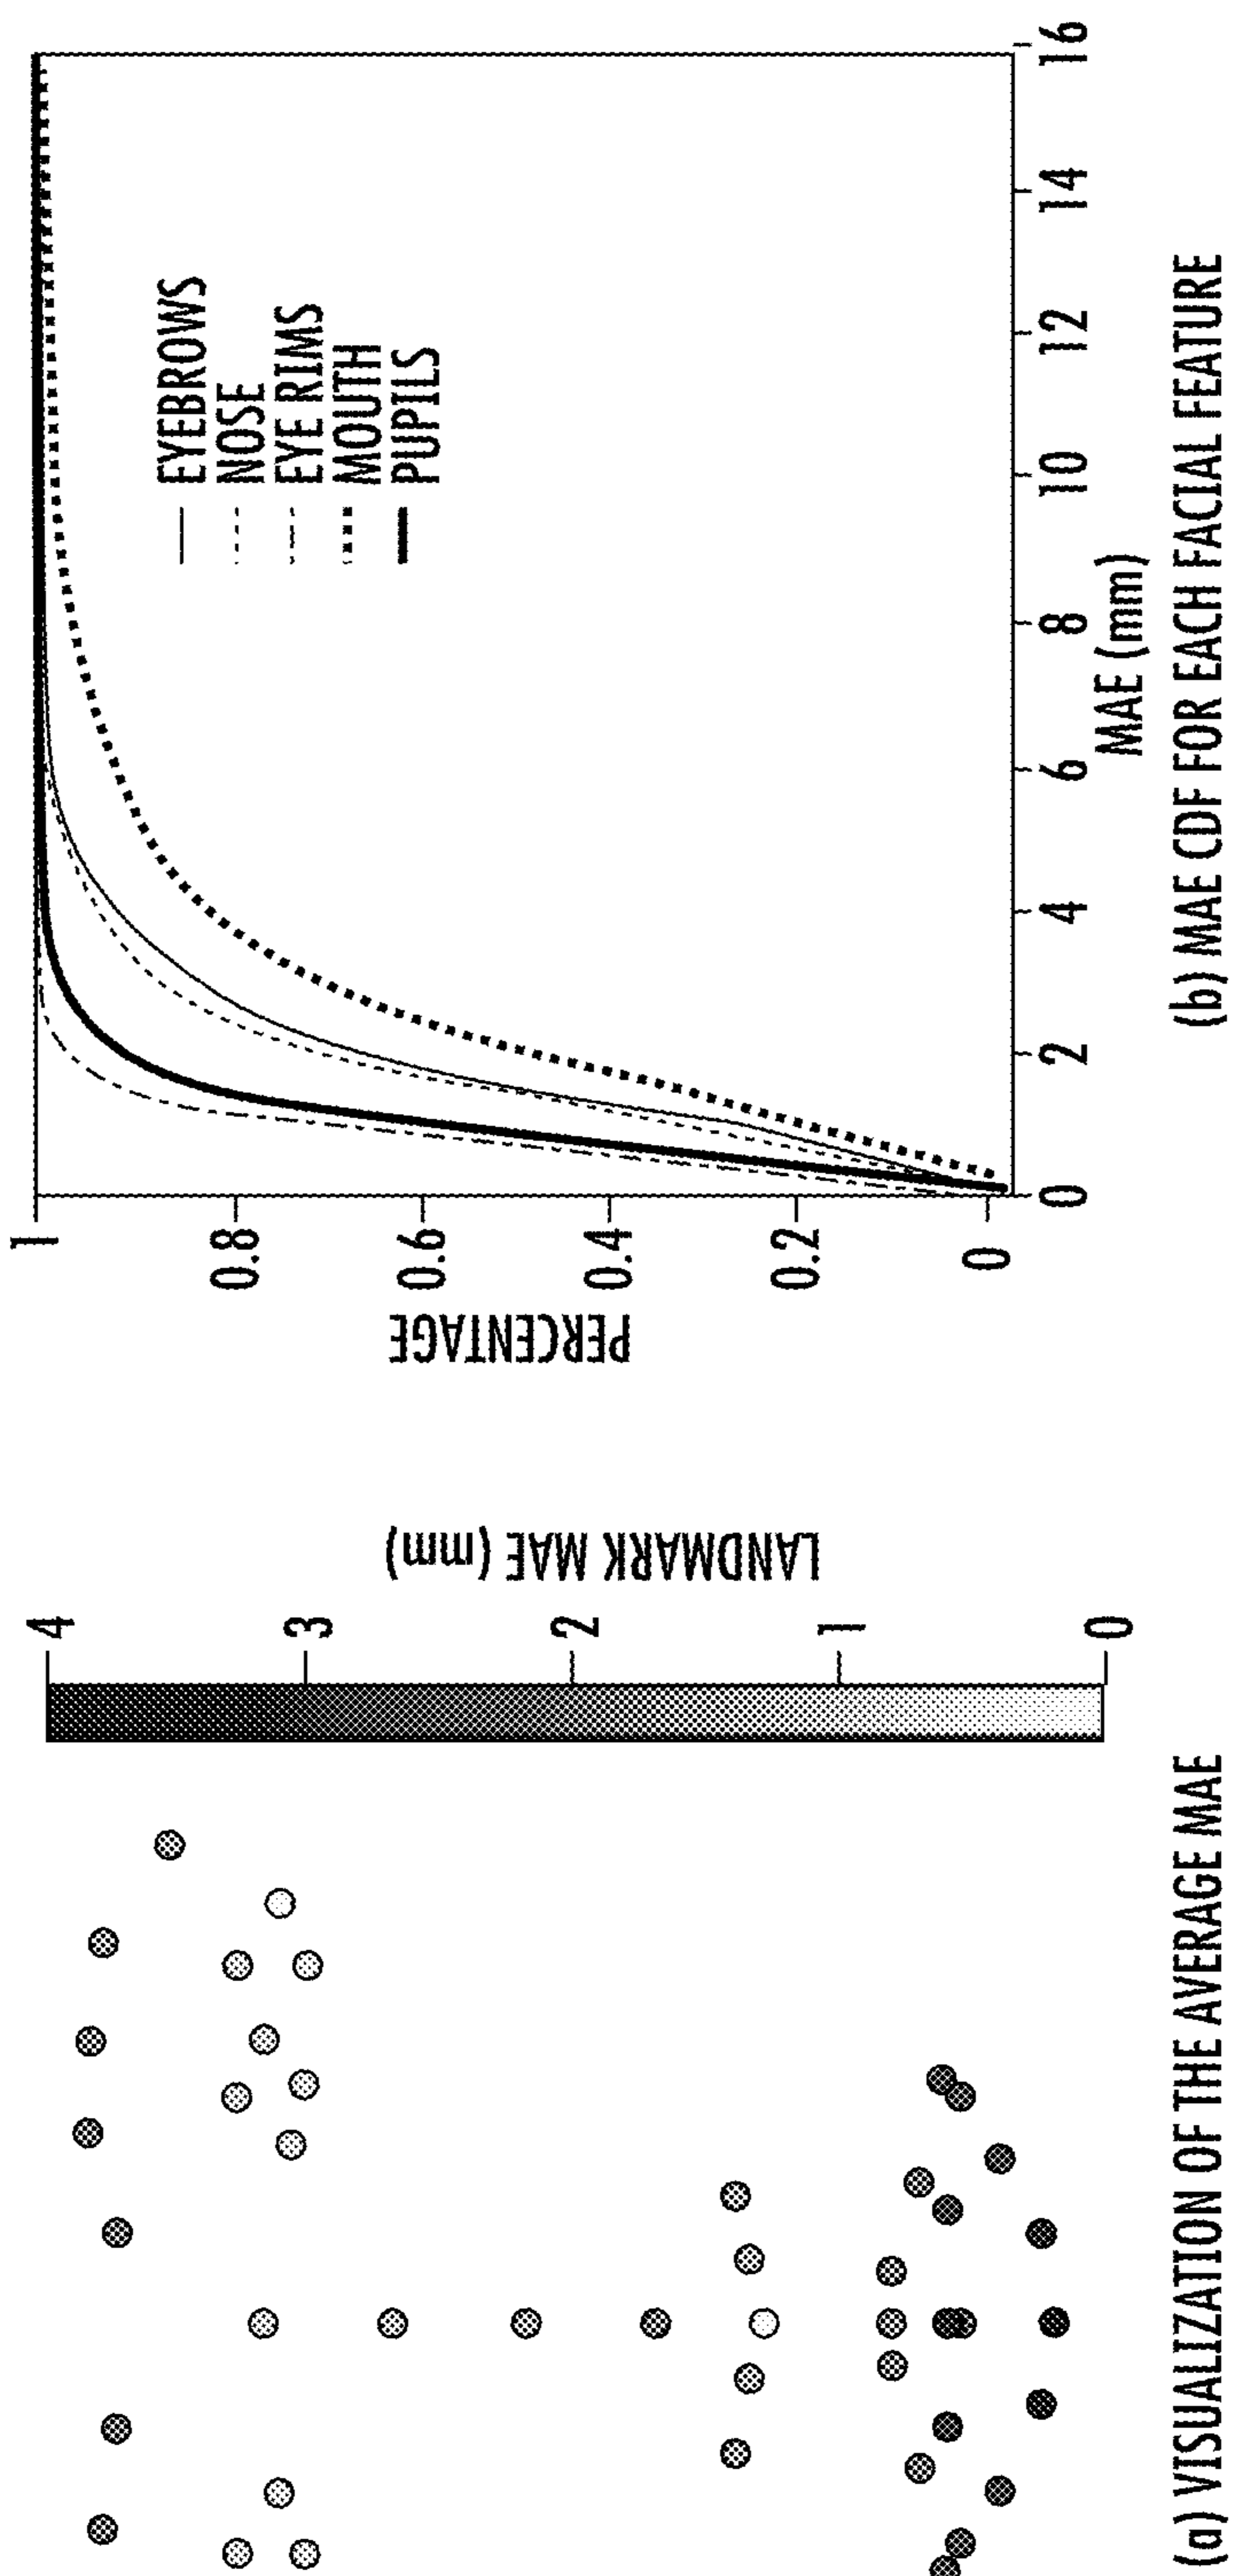 4
3
2
1
0
LANDMARK MAE (mm)
(a) VISUALIZATION OF THE AVERAGE MAE
PERCENTAGE
1
0.8
0.6
0.4
0.2
0
EYEBROWS
NOSE
EYE RIMS
MOUTH
PUPILS
0 2 4 6 8 10 12 14 16
MAE (mm)
(b) MAE CDF FOR EACH FACIAL FEATURE